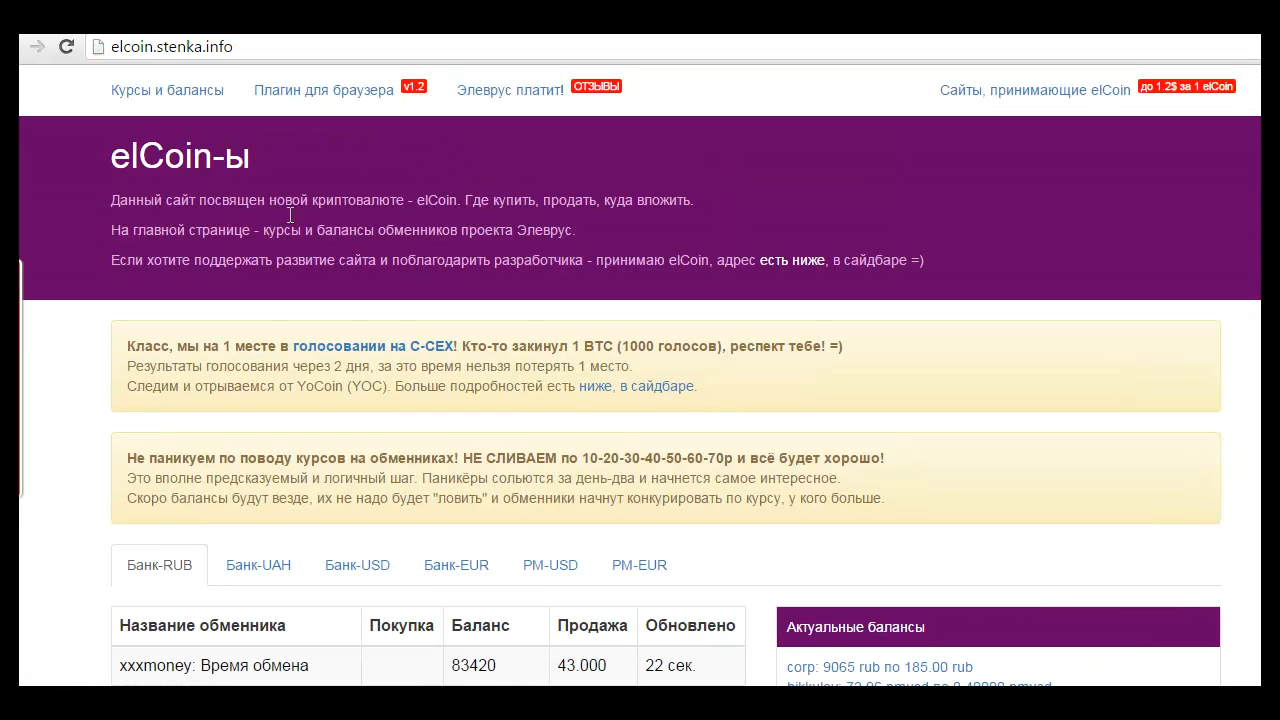 elcoin.stenka.info
Курсы и балансы Плагин для браузера v1.2 Элеврус платит! ОТЗЫВЫ Сайты, принимающие elCoin до 1.2$ за 1 elCoin
elCoin-ы
Данный сайт посвящен новой криптовалюте - elCoin. Где купить, продать, куда вложить.
На главной странице - курсы и балансы обменников проекта Элеврус.
Если хотите поддержать развитие сайта и поблагодарить разработчика - принимаю elCoin, адрес есть ниже, в сайдбаре =)
Класс, мы на 1 месте в голосовании на C-CEX! Кто-то закинул 1 BTC (1000 голосов), респект тебе! =)
Результаты голосования через 2 дня, за это время нельзя потерять 1 место.
Следим и отрываемся от YoCoin (YOC). Больше подробностей есть ниже, в сайдбаре.
Не паникуем по поводу курсов на обменниках! НЕ СЛИВАЕМ по 10-20-30-40-50-60-70р и всё будет хорошо!
Это вполне предсказуемый и логичный шаг. Паникёры сольются за день-два и начнется самое интересное.
Скоро балансы будут везде, их не надо будет "ловить" и обменники начнут конкурировать по курсу, у кого больше.
Банк-RUB Банк-UAH Банк-USD Банк-EUR PM-USD PM-EUR
Название обменника Покупка Баланс Продажа Обновлено
xxxmoney: Время обмена 83420 43.000 22 сек.
Актуальные балансы
corp: 9065 rub по 185.00 rub